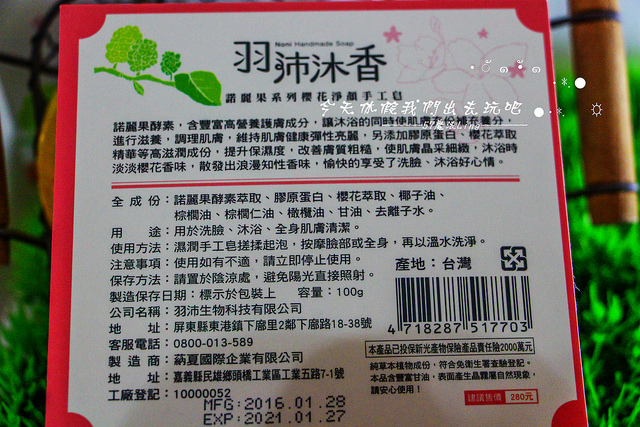 Noni Handmade Soap
羽沛沐香
諾麗果系列櫻花淨顏手工皂
今天休假我們出去玩吧
諾麗果酵素，含豐富高營養護膚成分，讓沐浴的同時使肌膚
進行滋養，調理肌膚，維持肌膚健康彈性亮麗，另添加膠原蛋白、櫻花萃取
精華等高滋潤成份，提升保濕度，改善膚質粗糙，使肌膚晶采細緻，沐浴時
淡淡櫻花香味，散發出浪漫知性香味，愉快的享受了洗臉、沐浴好心情。
全成份：諾麗果酵素萃取、膠原蛋白、櫻花萃取、椰子油、
棕櫚油、棕櫚仁油、橄欖油、甘油、去離子水。
用途：用於洗臉、沐浴、全身肌膚清潔。
使用方法：濕潤手工皂搓揉起泡，按摩臉部或全身，再以溫水洗淨。
注意事項：使用如有不適，請立即停止使用。
保存方法：請置於陰涼處，避免陽光直接照射。
產地：台灣
製造保存日期：標示於包裝上 容量：100g
公司名稱：羽沛生物科技有限公司
地址：屏東縣東港鎮下廍里2鄰下廍路18-38號
客服電話：0800-013-589
製造商：薌夏國際企業有限公司
地址：嘉義縣民雄鄉頭橋工業區工業五路7-1號
工廠登記：10000052
MFG:2016.01.28
EXP:2021.01.27
4 718287 517703
本產品已投保新光產物保險產品責任險2000萬元
純草本植物成份，符合免衛生署查驗登記。
本品含豐富甘油，表面產生晶霧屬自然現象，
請安心使用！
建議售價 280元